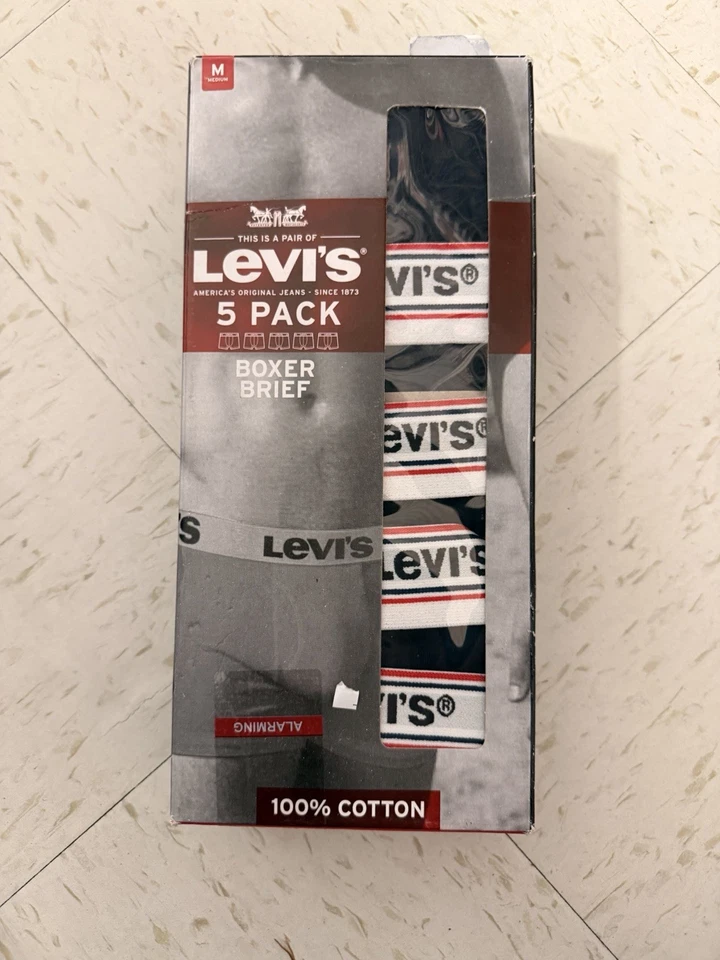 M
MEDIUM
THIS IS A PAIR OF
Levi's®
AMERICA'S ORIGINAL JEANS - SINCE 1873
5 PACK
BOXER
BRIEF
VI'S®
evI'S®
LevI's
I'S®
'S
Levi's
ALARMING
100% COTTON